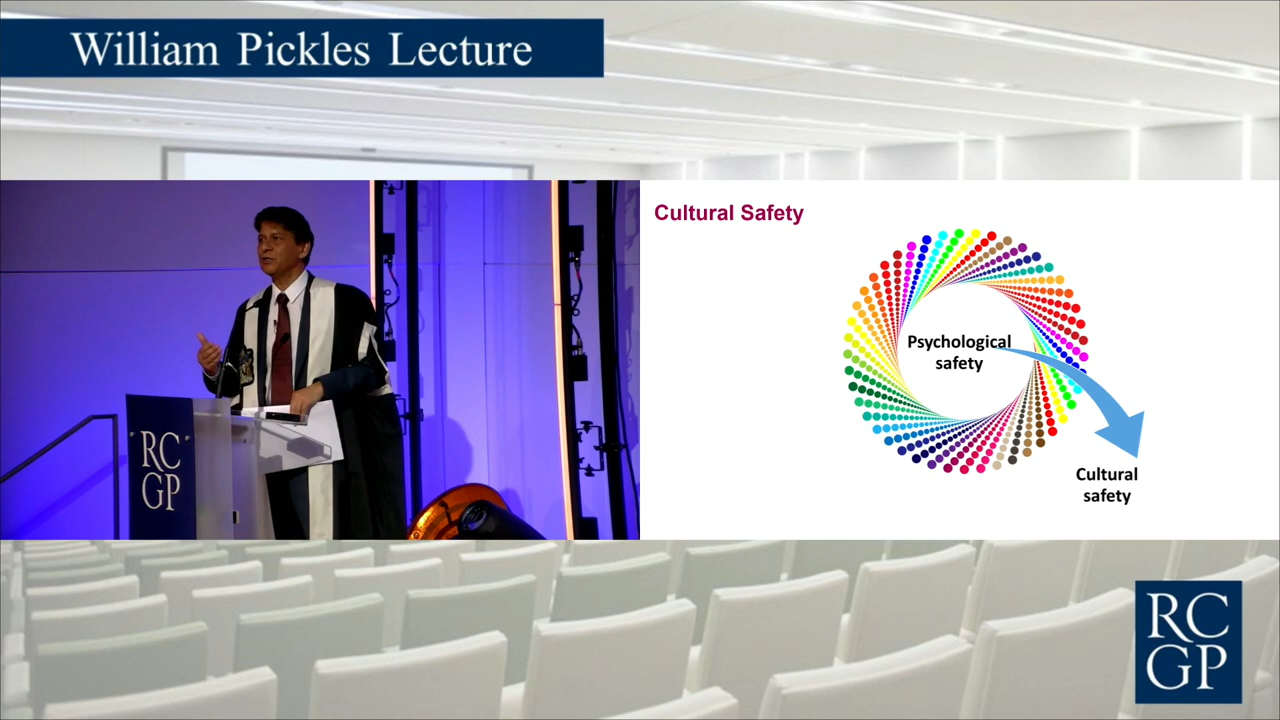 William Pickles Lecture
Cultural Safety
Psychological
safety
Cultural
safety
RC
GP
RC
GP